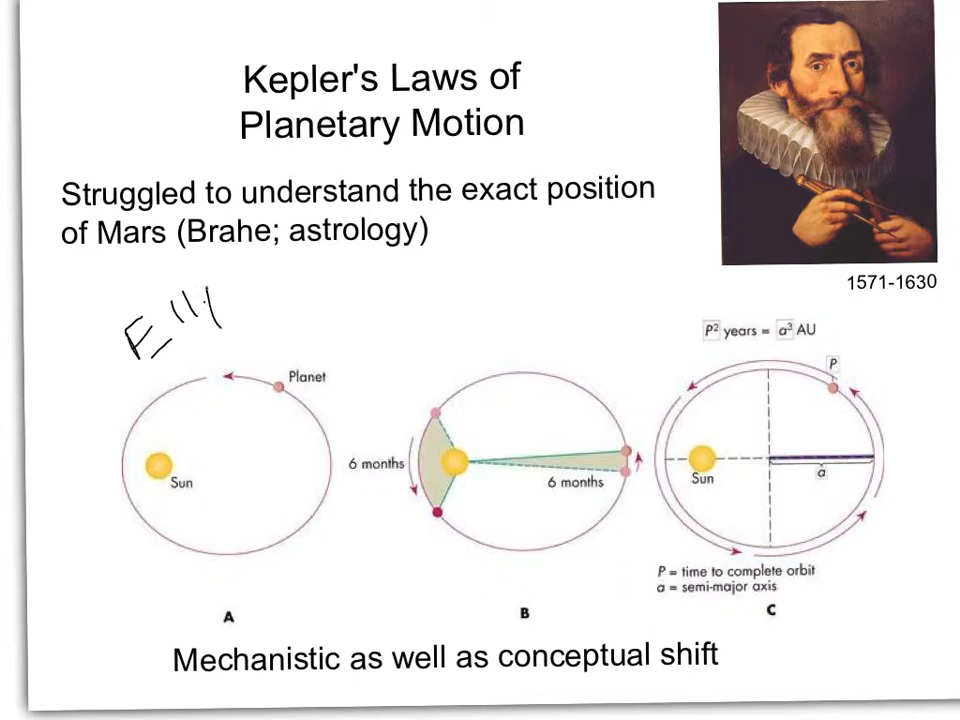 Kepler's Laws of
Planetary Motion
Struggled to understand the exact position
of Mars (Brahe; astrology)
1571-1630
Elly
Planet
Sun
A
6 months
6 months
B
P² years = a³ AU
P
Sun
a
P = time to complete orbit
a = semi-major axis
C
Mechanistic as well as conceptual shift